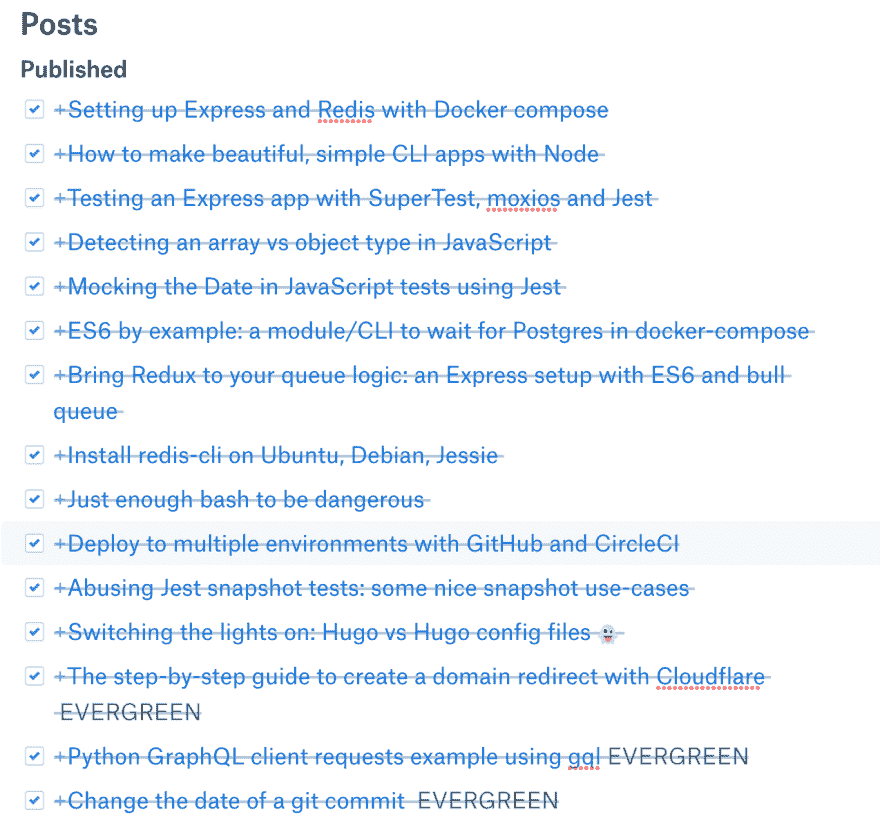 Posts
Published
+Setting up Express and Redis with Docker compose
+How to make beautiful, simple CLI apps with Node
+Testing an Express app with SuperTest, moxios and Jest
+Detecting an array vs object type in JavaScript
+Mocking the Date in JavaScript tests using Jest
+ES6 by example: a module/CLI to wait for Postgres in docker-compose
+Bring Redux to your queue logic: an Express setup with ES6 and bull
queue
+Install redis-cli on Ubuntu, Debian, Jessie
+Just enough bash to be dangerous
+Deploy to multiple environments with GitHub and CircleCI
+Abusing Jest snapshot tests: some nice snapshot use-cases
+Switching the lights on: Hugo vs Hugo config files 👻
+The step-by-step guide to create a domain redirect with Cloudflare
EVERGREEN
+Python GraphQL client requests example using gql EVERGREEN
+Change the date of a git commit EVERGREEN